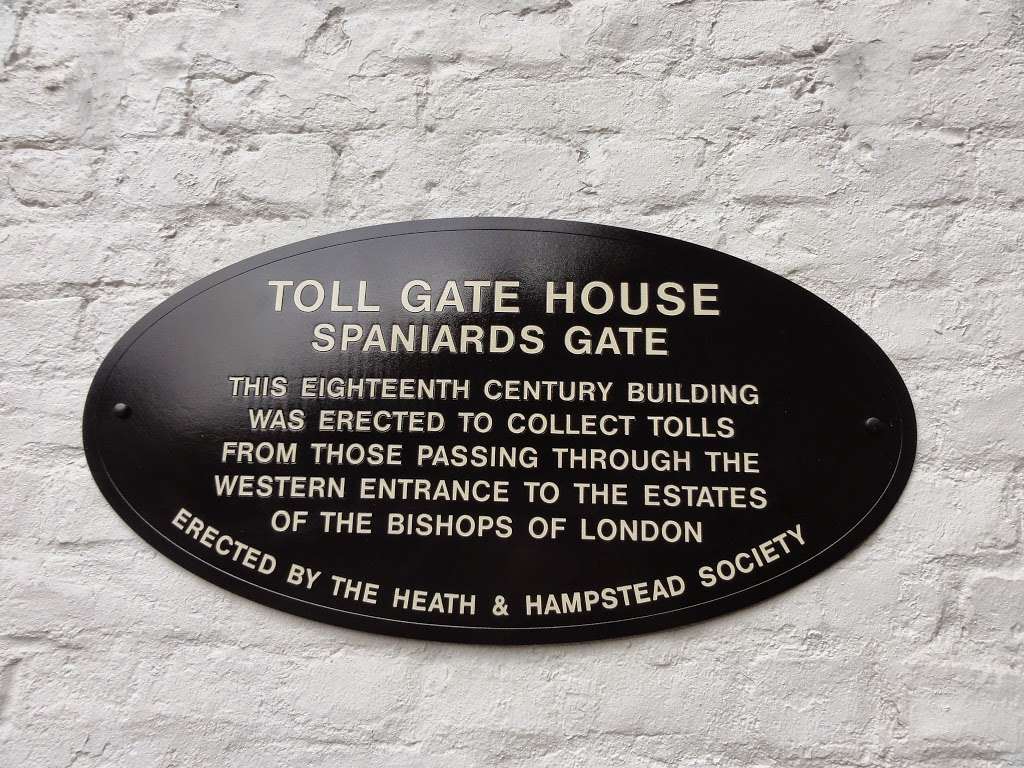 TOLL GATE HOUSE
SPANIARDS GATE
THIS EIGHTEENTH CENTURY BUILDING
WAS ERECTED TO COLLECT TOLLS
FROM THOSE PASSING THROUGH THE
WESTERN ENTRANCE TO THE ESTATES
OF THE BISHOPS OF LONDON
ERECTED BY THE HEATH & HAMPSTEAD SOCIETY